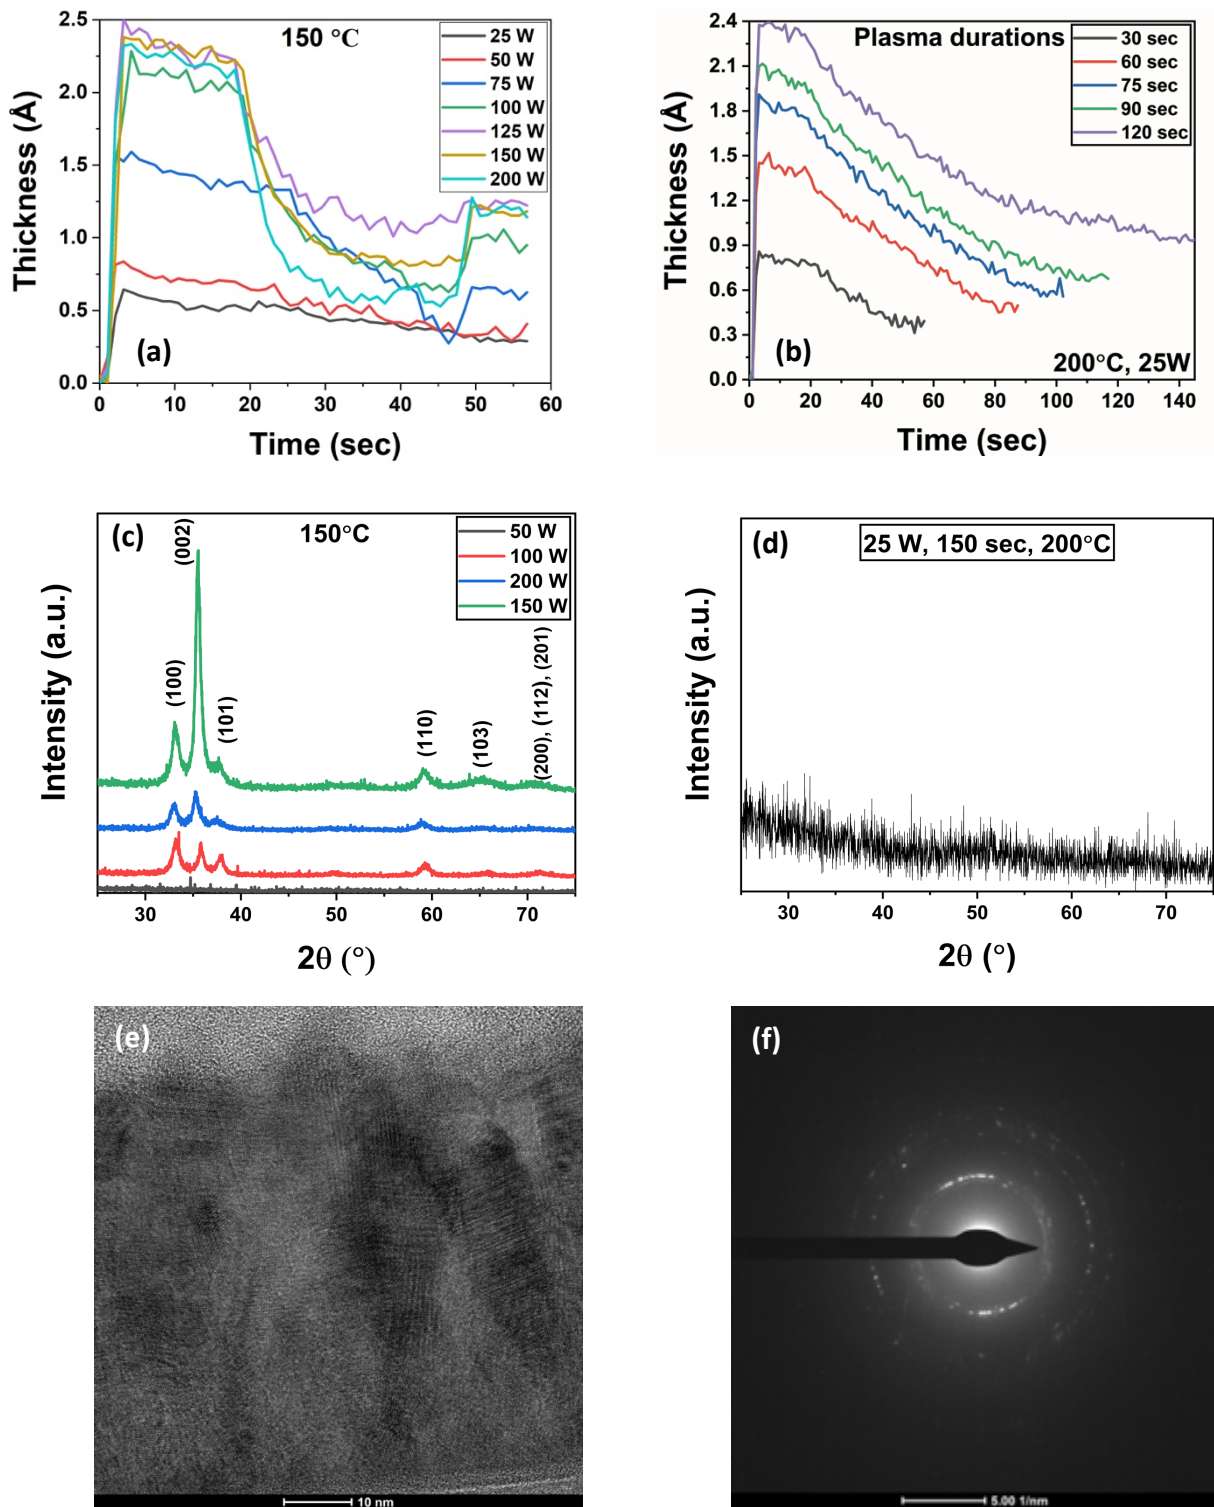 150 °C
25 W
50 W
75 W
100 W
125 W
150 W
200 W
2.5
2.0
1.5
1.0
0.5
0.0
Thickness (Å)
(a)
0 10 20 30 40 50 60
Time (sec)
Plasma durations
30 sec
60 sec
75 sec
90 sec
120 sec
2.4
2.1
1.8
1.5
1.2
0.9
0.6
0.3
0.0
Thickness (Å)
(b)
200°C, 25W
0 20 40 60 80 100 120 140
Time (sec)
(c)
(002)
150°C
50 W
100 W
200 W
150 W
(100)
(101)
(110)
(103)
(200), (112), (201)
Intensity (a.u.)
30 40 50 60 70
2θ (°)
(d)
25 W, 150 sec, 200°C
Intensity (a.u.)
30 40 50 60 70
2θ (°)
(e)
10 nm
(f)
5.00 1/nm